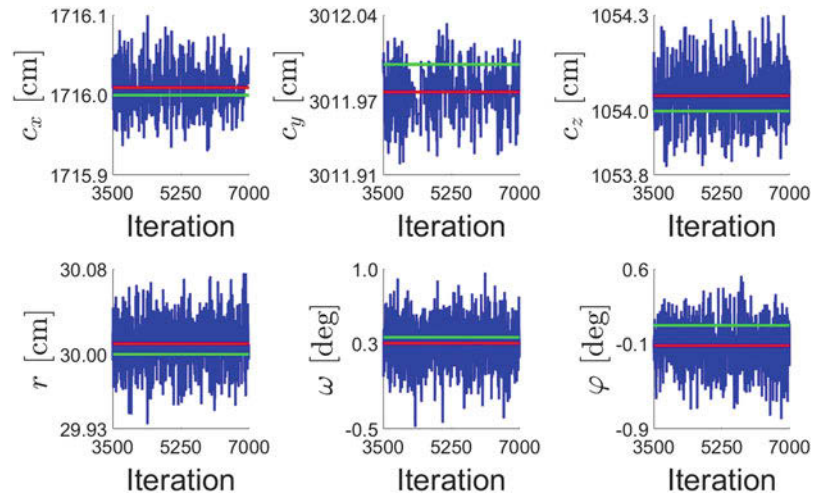 1716.1
1716.0
1715.9
c_x [cm]
3500 5250 7000
Iteration
3012.04
3011.97
3011.91
c_y [cm]
3500 5250 7000
Iteration
1054.3
1054.0
1053.8
c_z [cm]
3500 5250 7000
Iteration
30.08
30.00
29.93
r [cm]
3500 5250 7000
Iteration
1.0
0.3
-0.5
ω [deg]
3500 5250 7000
Iteration
0.6
-0.1
-0.9
φ [deg]
3500 5250 7000
Iteration